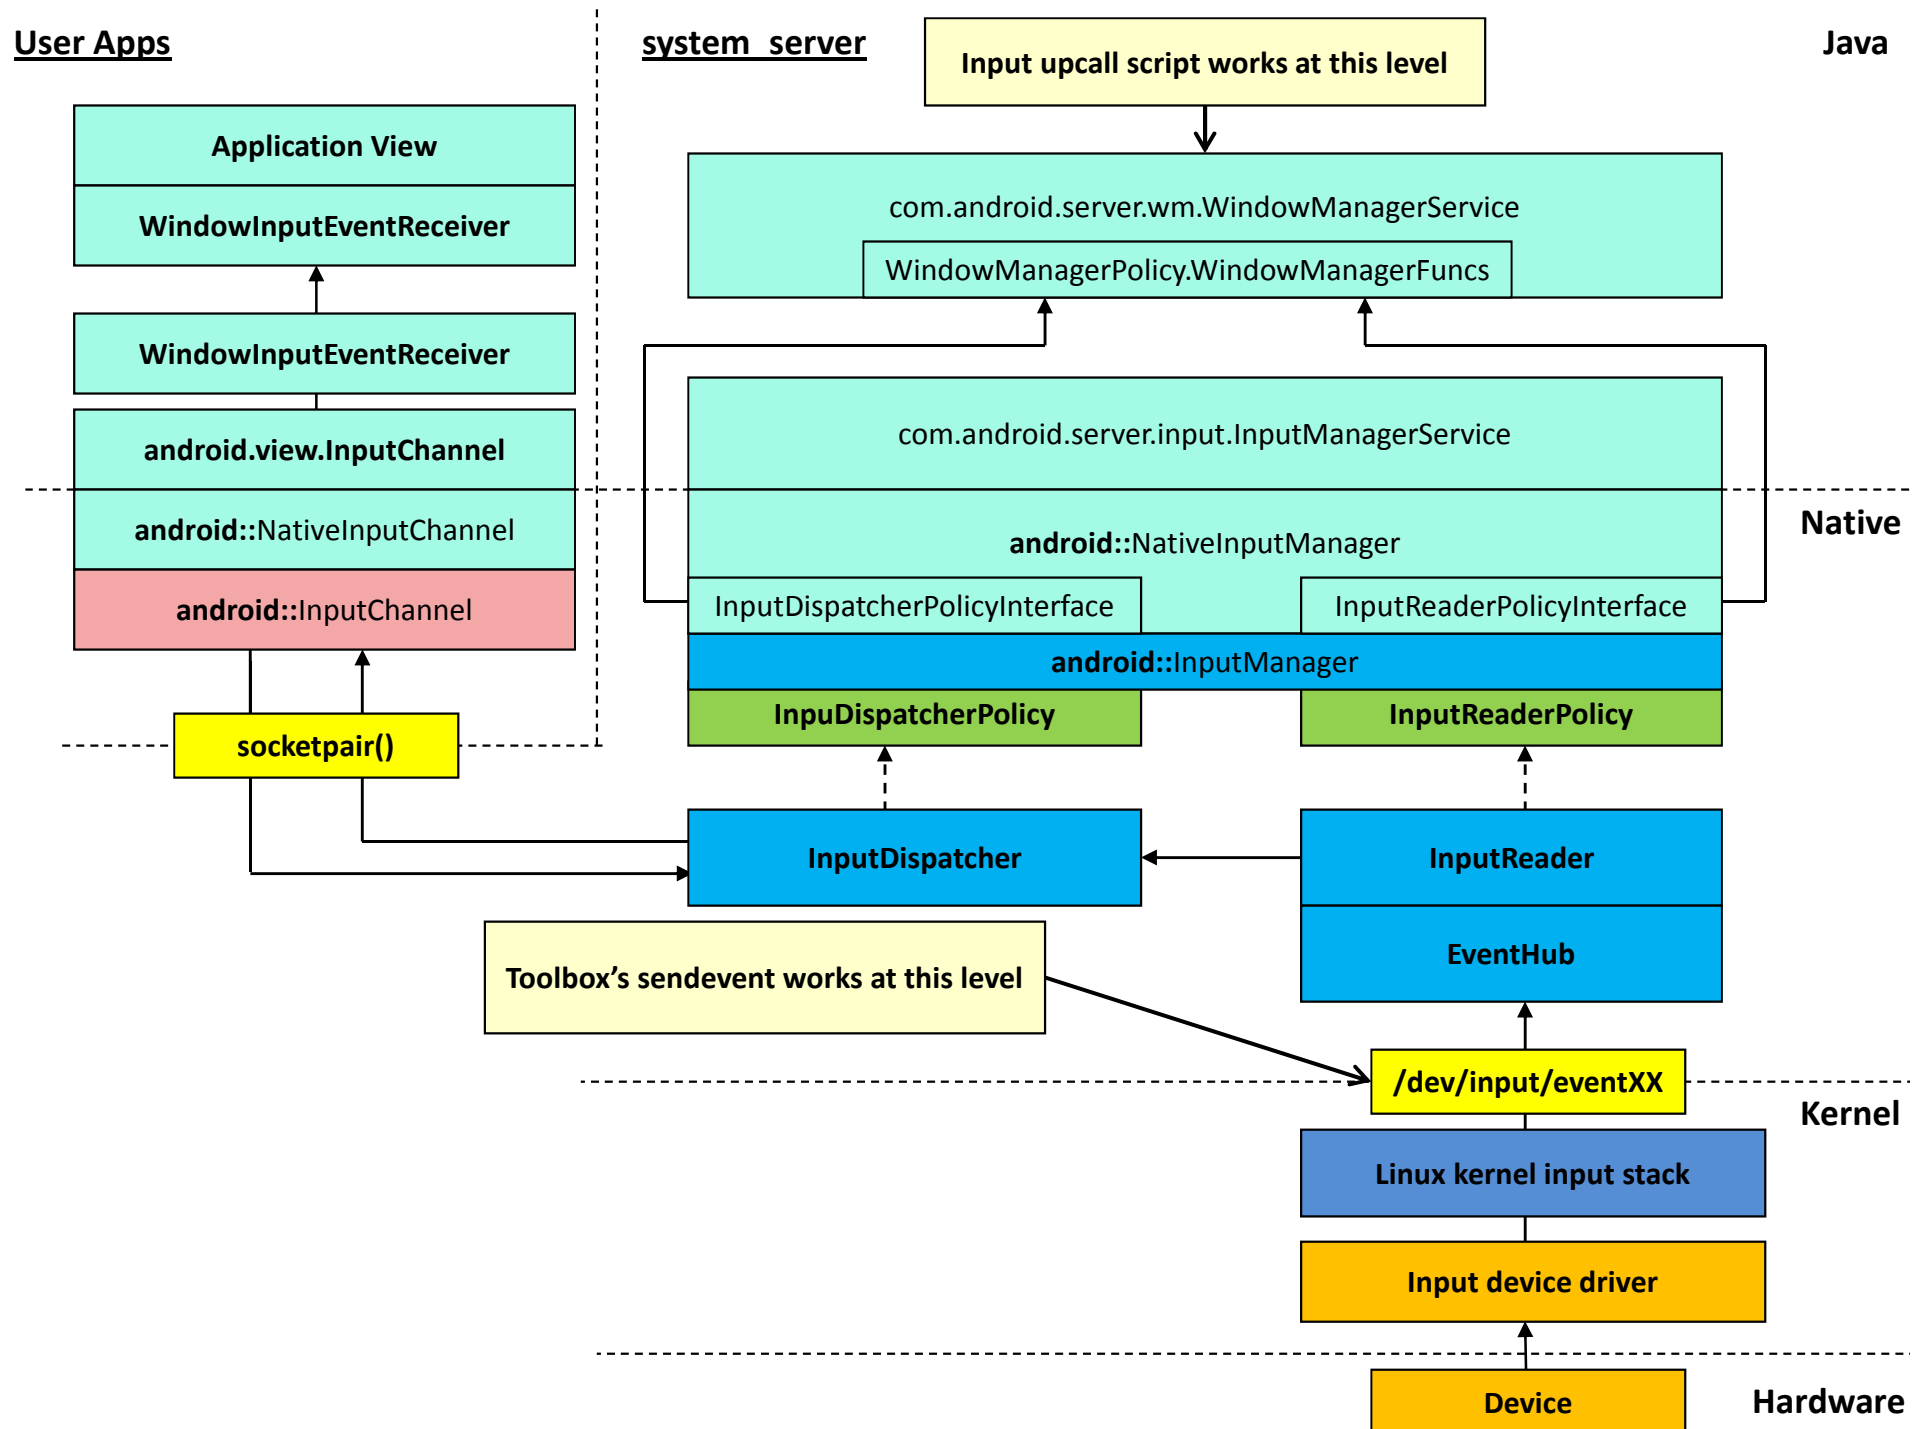 User Apps
system_server
Java
Input upcall script works at this level
Application View
WindowInputEventReceiver
com.android.server.wm.WindowManagerService
WindowManagerPolicy.WindowManagerFuncs
WindowInputEventReceiver
android.view.InputChannel
com.android.server.input.InputManagerService
Native
android::NativeInputChannel
android::NativeInputManager
android::InputChannel
InputDispatcherPolicyInterface
InputReaderPolicyInterface
android::InputManager
InpuDispatcherPolicy
InputReaderPolicy
socketpair()
InputDispatcher
InputReader
EventHub
Toolbox’s sendevent works at this level
/dev/input/eventXX
Kernel
Linux kernel input stack
Input device driver
Device
Hardware